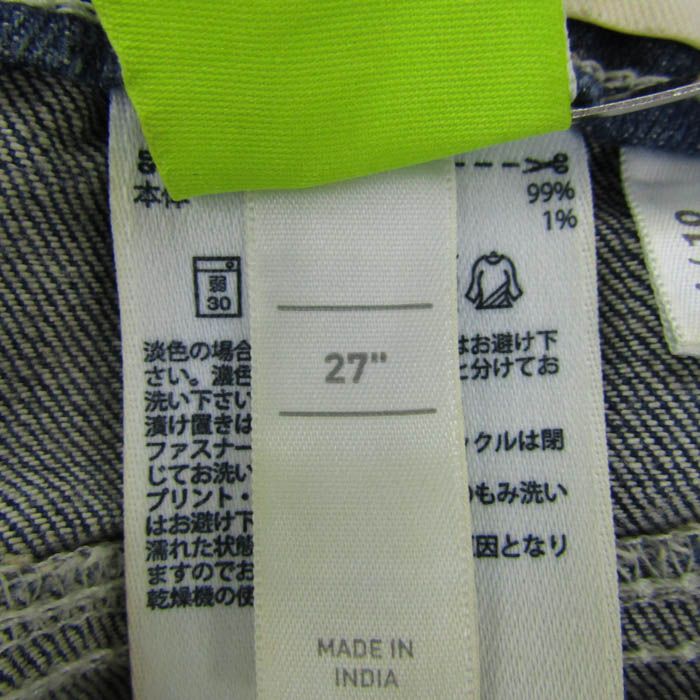 本体
99%
1%
弱
30
淡色の場合
はお避け下
さい。濃色
と分けてお
洗い下さい
漬け置きは
ファスナー
ックルは閉
じてお洗い
プリント・
のもみ洗い
はお避け下
濡れた状態
原因となり
ますのでお
乾燥機の使
27"
MADE IN
INDIA
/ 10